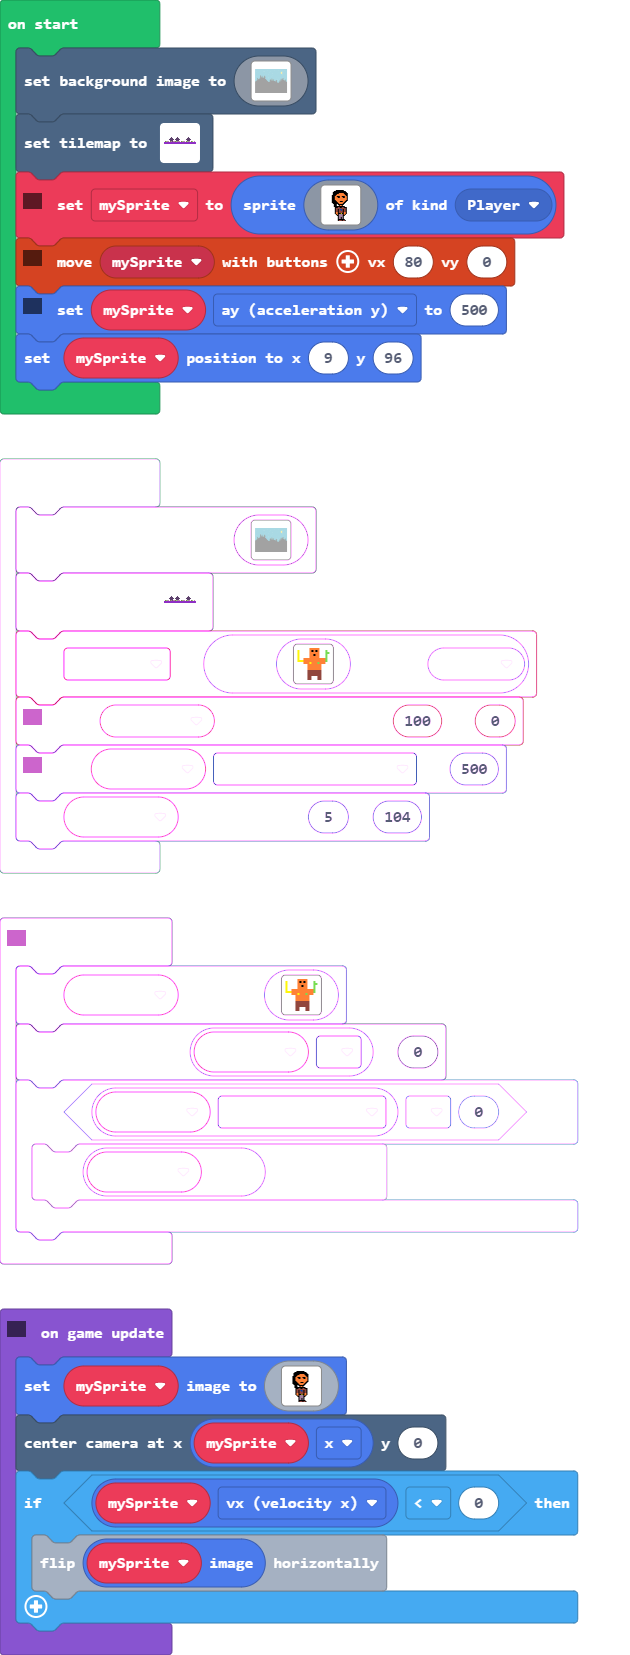 on start
set background image to
set tilemap to
set mySprite to sprite of kind Player
move mySprite with buttons vx 80 vy 0
set mySprite ay (acceleration y) to 500
set mySprite position to x 9 y 96
100 0
500
5 104
0
0
on game update
set mySprite image to
center camera at x mySprite x y 0
if mySprite vx (velocity x) < 0 then
flip mySprite image horizontally